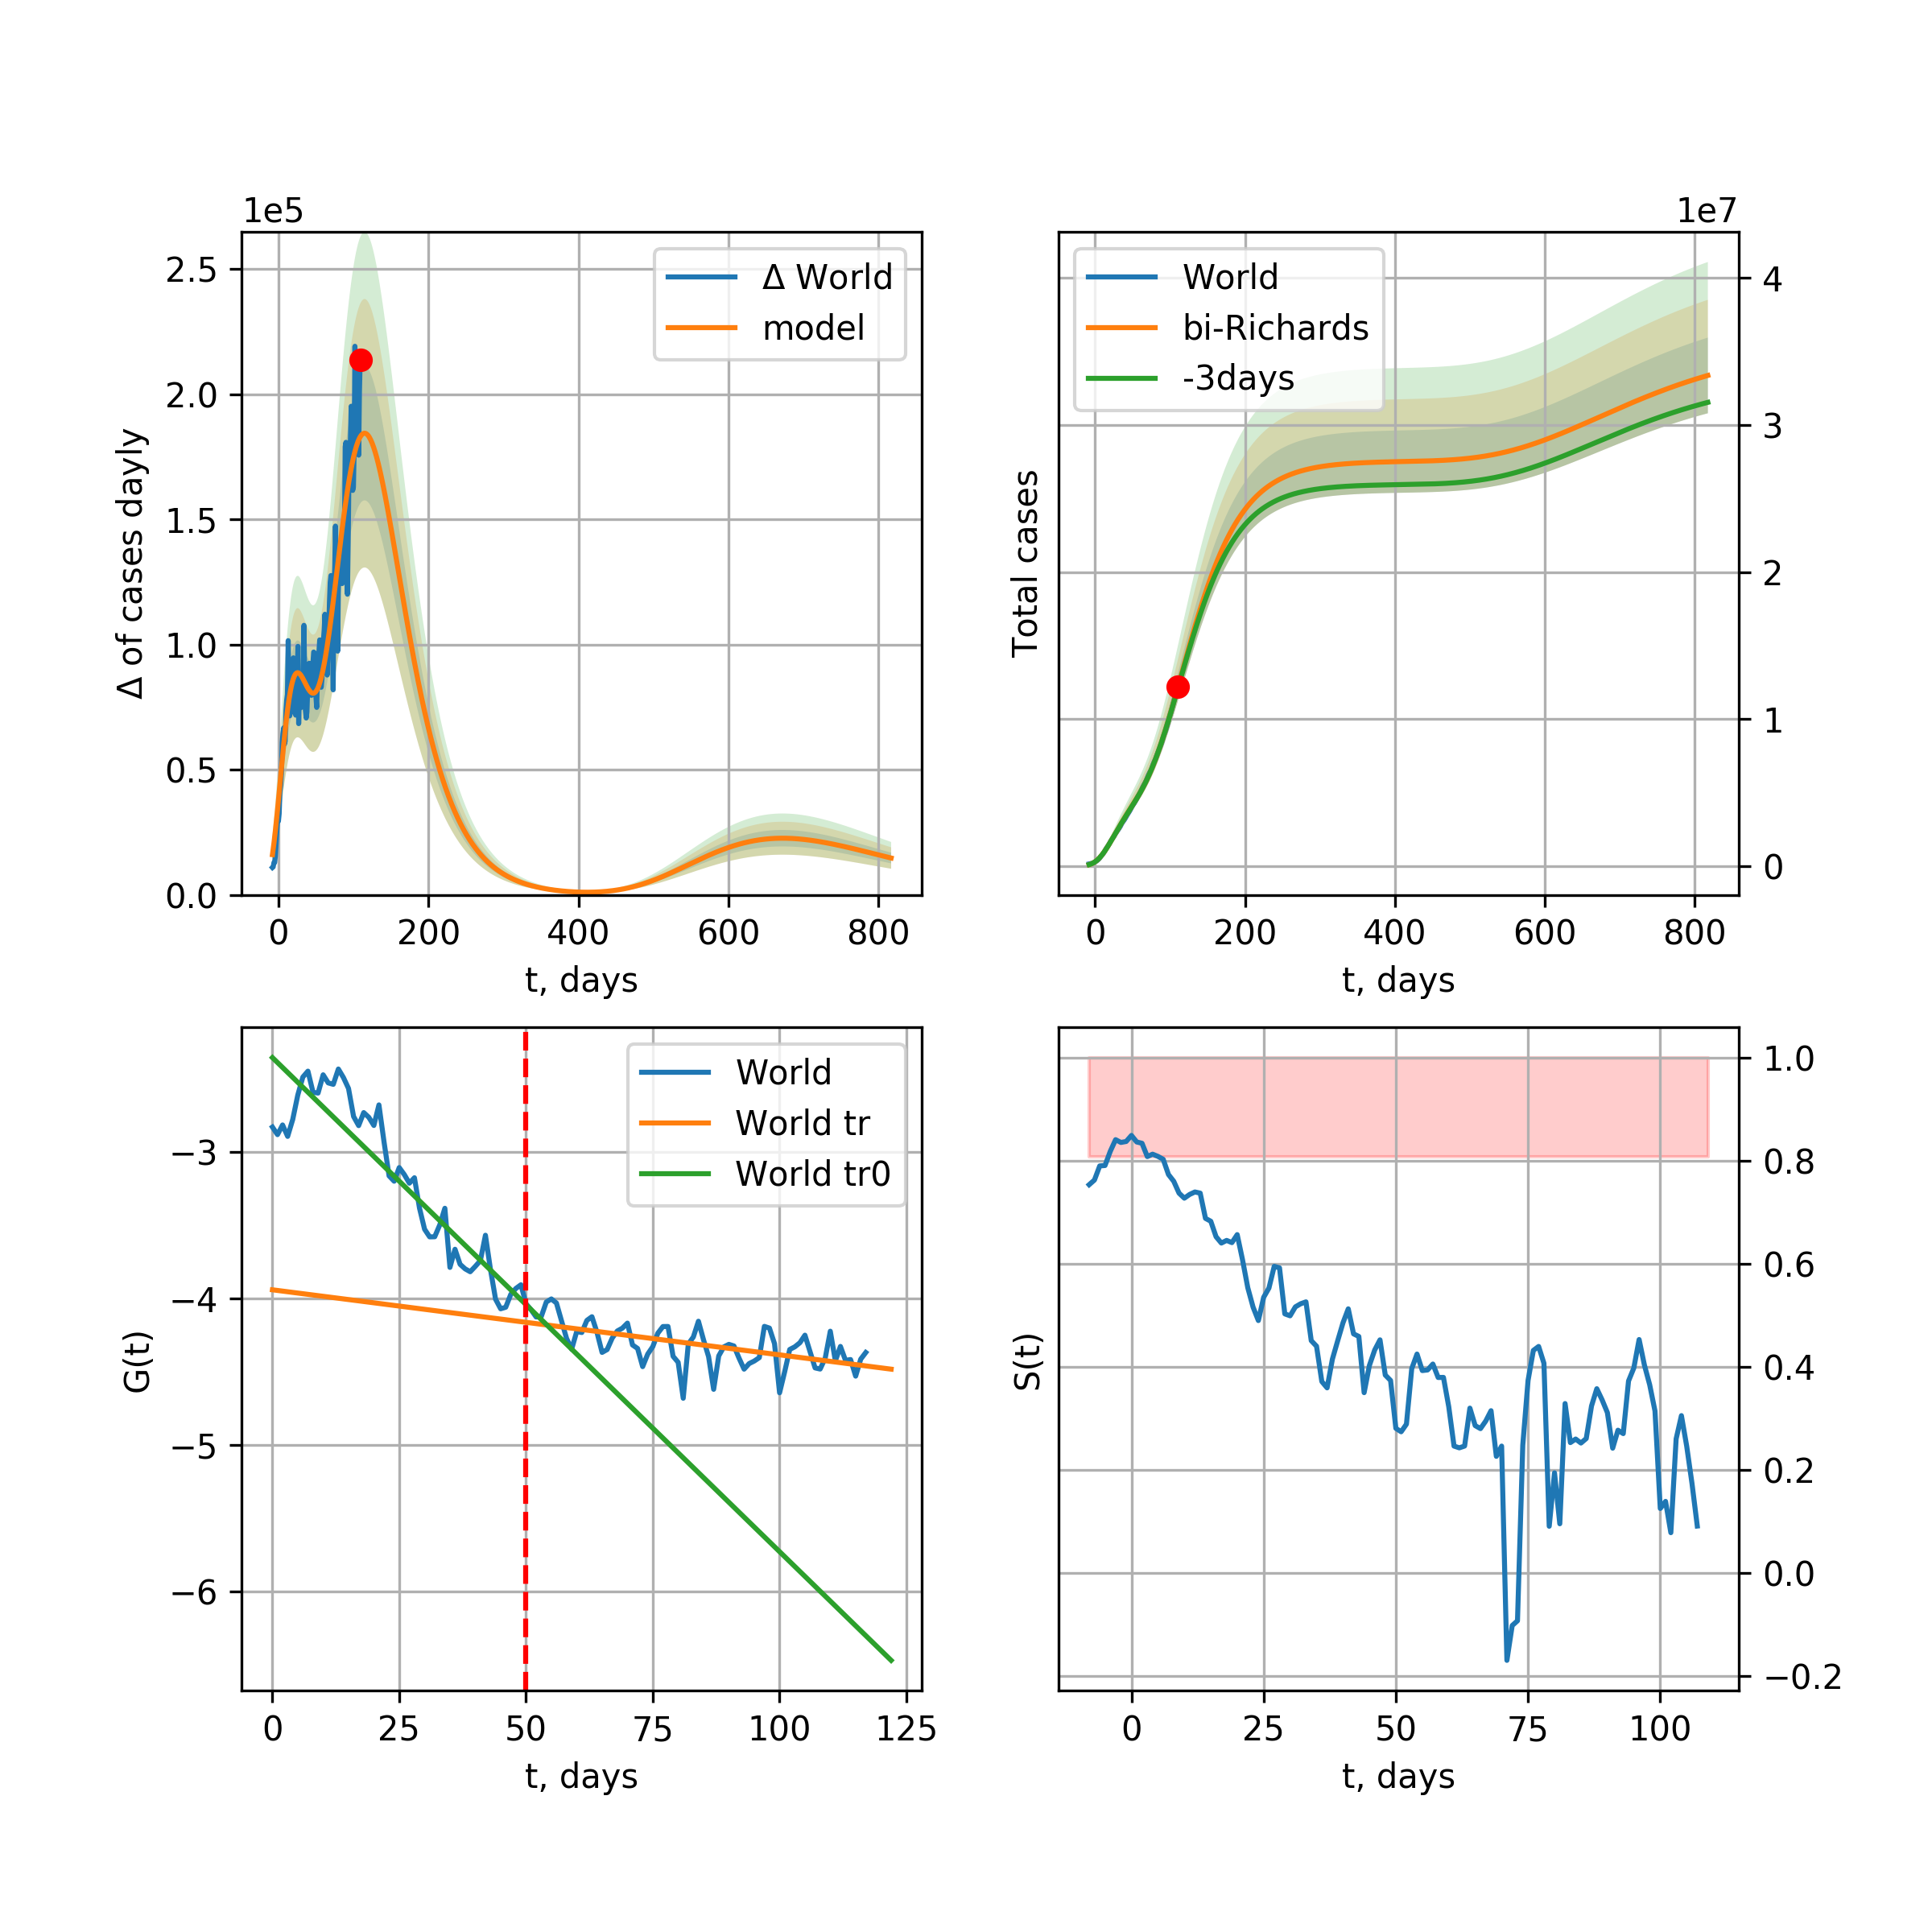 1e5
2.5
2.0
1.5
1.0
0.5
0.0
Δ of cases dayly
Δ World
model
0 200 400 600 800
t, days
1e7
4
3
2
1
0
Total cases
World
bi-Richards
-3days
0 200 400 600 800
t, days
−3
−4
−5
−6
G(t)
World
World tr
World tr0
0 25 50 75 100 125
t, days
1.0
0.8
0.6
0.4
0.2
0.0
−0.2
S(t)
0 25 50 75 100
t, days